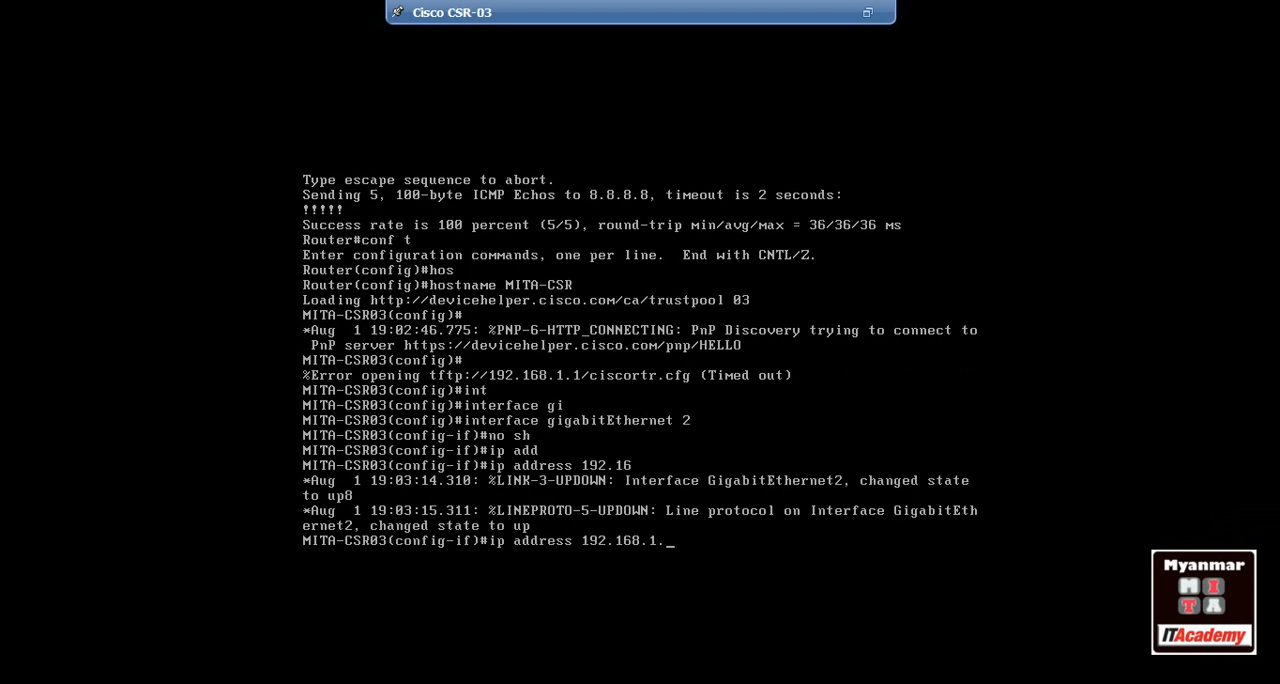 Cisco CSR-03
Type escape sequence to abort.
Sending 5, 100-byte ICMP Echos to 8.8.8.8, timeout is 2 seconds:
!!!!!
Success rate is 100 percent (5/5), round-trip min/avg/max = 36/36/36 ms
Router#conf t
Enter configuration commands, one per line.  End with CNTL/Z.
Router(config)#hos
Router(config)#hostname MITA-CSR
Loading http://devicehelper.cisco.com/ca/trustpool 03
MITA-CSR03(config)#
*Aug  1 19:02:46.775: %PNP-6-HTTP_CONNECTING: PnP Discovery trying to connect to
 PnP server https://devicehelper.cisco.com/pnp/HELLO
MITA-CSR03(config)#
%Error opening tftp://192.168.1.1/ciscortr.cfg (Timed out)
MITA-CSR03(config)#int
MITA-CSR03(config)#interface gi
MITA-CSR03(config)#interface gigabitEthernet 2
MITA-CSR03(config-if)#no sh
MITA-CSR03(config-if)#ip add
MITA-CSR03(config-if)#ip address 192.16
*Aug  1 19:03:14.310: %LINK-3-UPDOWN: Interface GigabitEthernet2, changed state
to up8
*Aug  1 19:03:15.311: %LINEPROTO-5-UPDOWN: Line protocol on Interface GigabitEth
ernet2, changed state to up
MITA-CSR03(config-if)#ip address 192.168.1._
Myanmar
M I
T A
ITAcademy